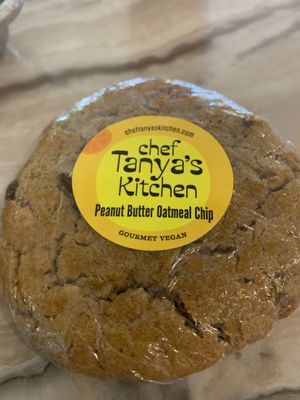 cheftanyaskitchen.com
chef
Tanya's
Kitchen
Peanut Butter Oatmeal Chip
GOURMET VEGAN